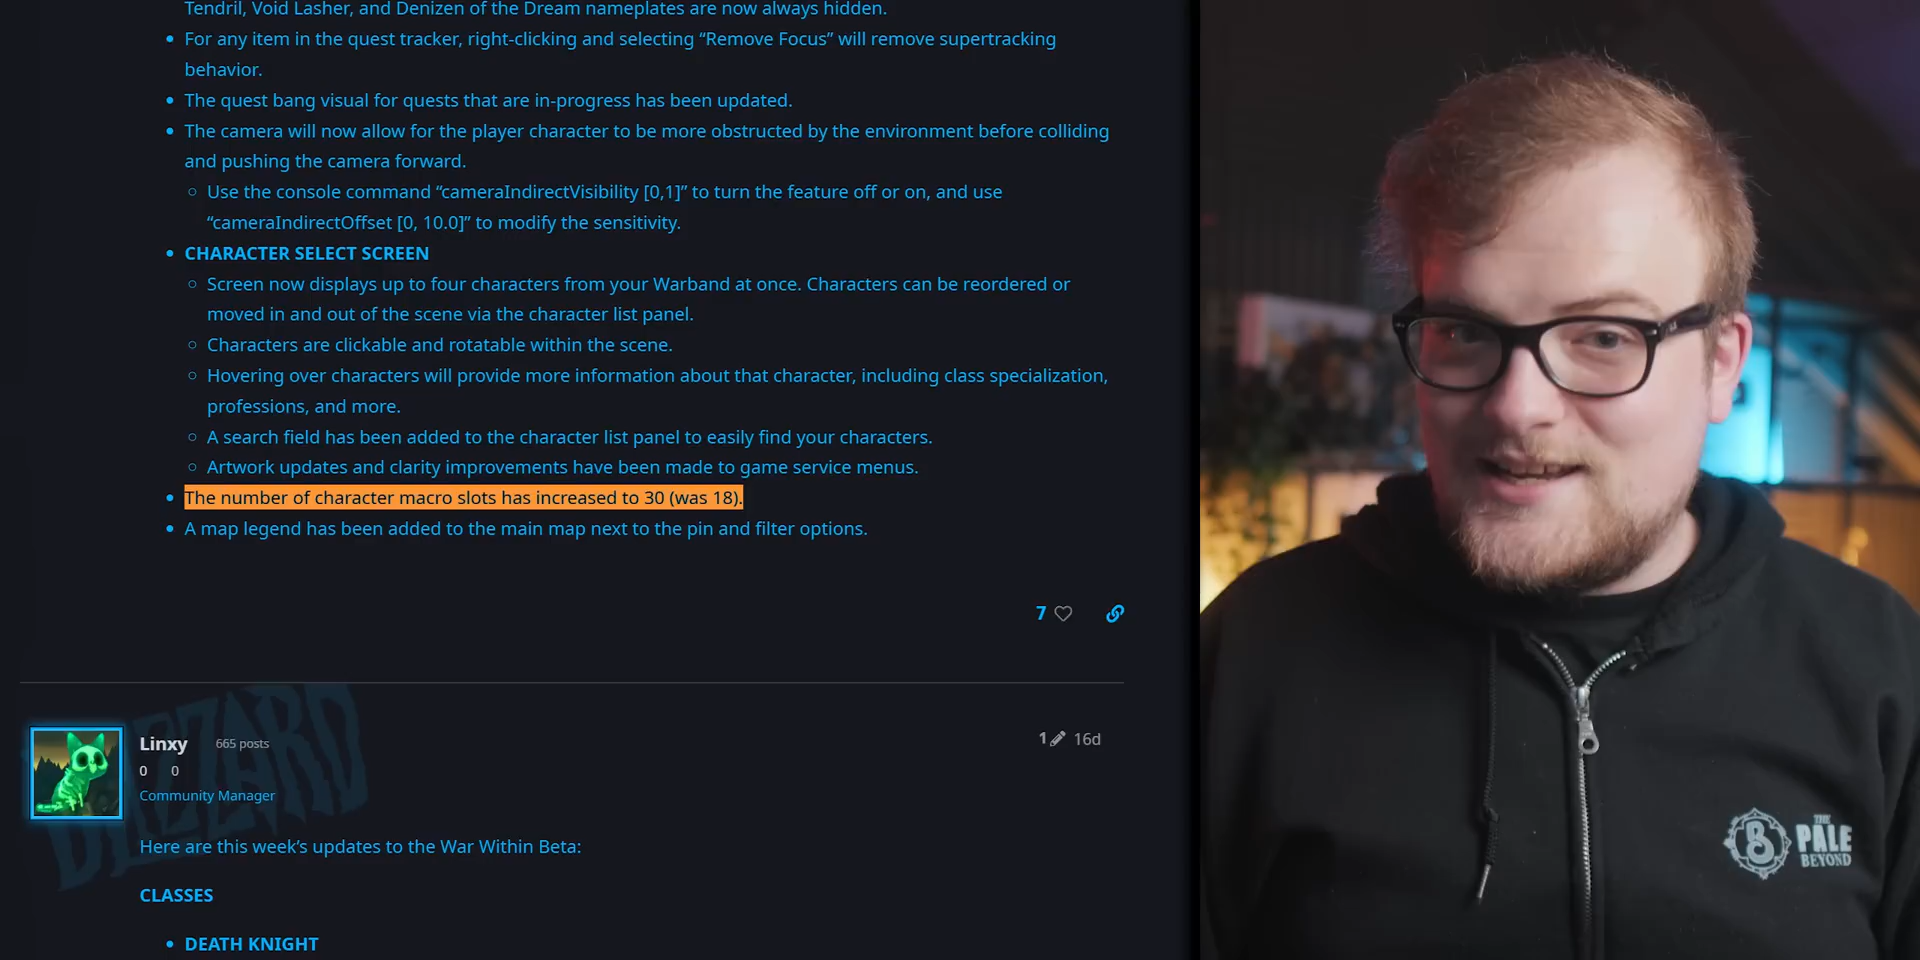 Tendril, Void Lasher, and Denizen of the Dream nameplates are now always hidden.
• For any item in the quest tracker, right-clicking and selecting “Remove Focus” will remove supertracking
behavior.
• The quest bang visual for quests that are in-progress has been updated.
• The camera will now allow for the player character to be more obstructed by the environment before colliding
and pushing the camera forward.
○ Use the console command “cameraIndirectVisibility [0,1]” to turn the feature off or on, and use
“cameraIndirectOffset [0, 10.0]” to modify the sensitivity.
• CHARACTER SELECT SCREEN
○ Screen now displays up to four characters from your Warband at once. Characters can be reordered or
moved in and out of the scene via the character list panel.
○ Characters are clickable and rotatable within the scene.
○ Hovering over characters will provide more information about that character, including class specialization,
professions, and more.
○ A search field has been added to the character list panel to easily find your characters.
○ Artwork updates and clarity improvements have been made to game service menus.
• The number of character macro slots has increased to 30 (was 18).
• A map legend has been added to the main map next to the pin and filter options.
7
BLIZZARD
Linxy 665 posts
1 16d
0 0
Community Manager
Here are this week’s updates to the War Within Beta:
CLASSES
• DEATH KNIGHT
THE
PALE
BEYOND